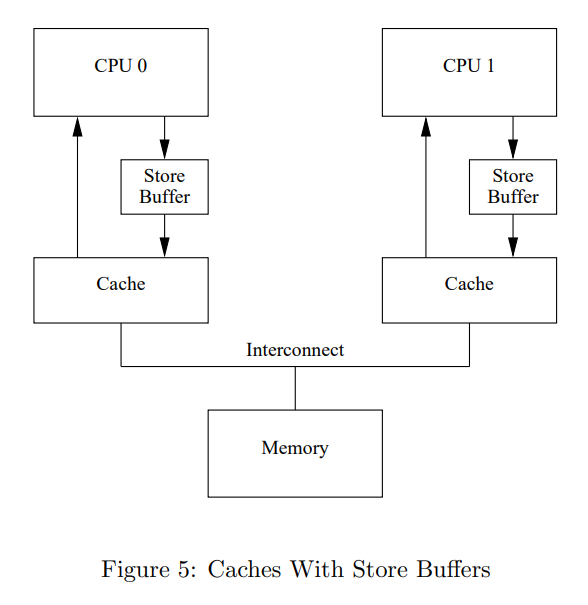 CPU 0
CPU 1
Store
Buffer
Store
Buffer
Cache
Cache
Interconnect
Memory
Figure 5: Caches With Store Buffers